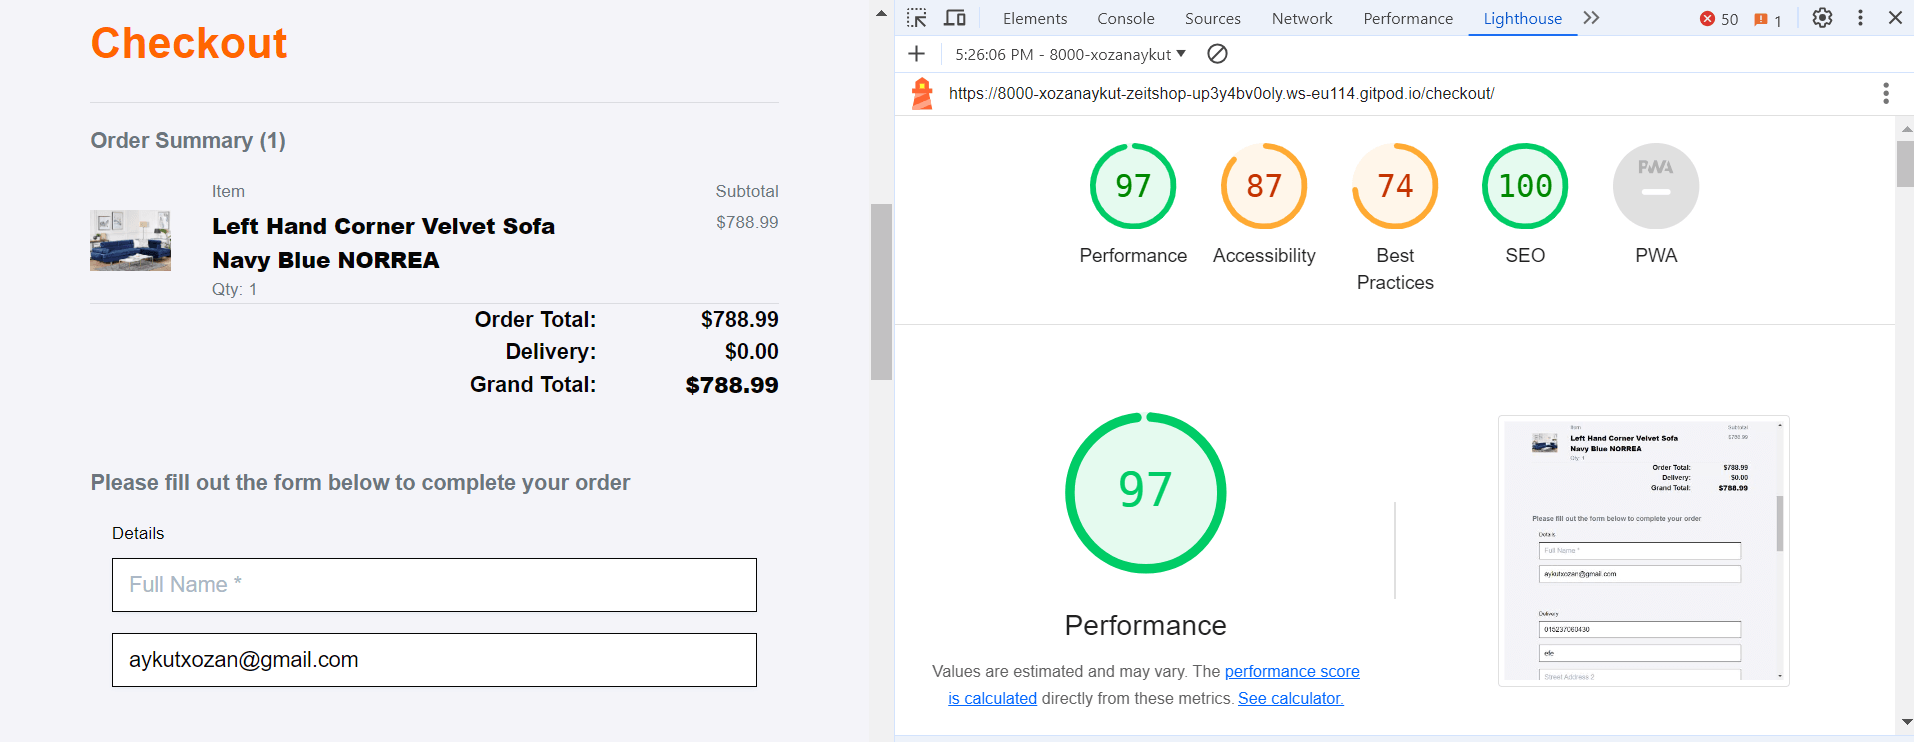 Checkout
Order Summary (1)
Item Subtotal
Left Hand Corner Velvet Sofa $788.99
Navy Blue NORREA
Qty: 1
Order Total: $788.99
Delivery: $0.00
Grand Total: $788.99
Please fill out the form below to complete your order
Details
Full Name *
aykutxozan@gmail.com
Elements Console Sources Network Performance Lighthouse 50 1
5:26:06 PM - 8000-xozanaykut
https://8000-xozanaykut-zeitshop-up3y4bv0oly.ws-eu114.gitpod.io/checkout/
97 87 74 100 PWA
Performance Accessibility Best SEO PWA
Practices
97
Performance
Values are estimated and may vary. The performance score
is calculated directly from these metrics. See calculator.
Item Subtotal
Left Hand Corner Velvet Sofa $788.99
Navy Blue NORREA
Qty: 1
Order Total: $788.99
Delivery: $0.00
Grand Total: $788.99
Please fill out the form below to complete your order
Details
Full Name *
aykutxozan@gmail.com
Delivery
015237060430
efe
Street Address 2